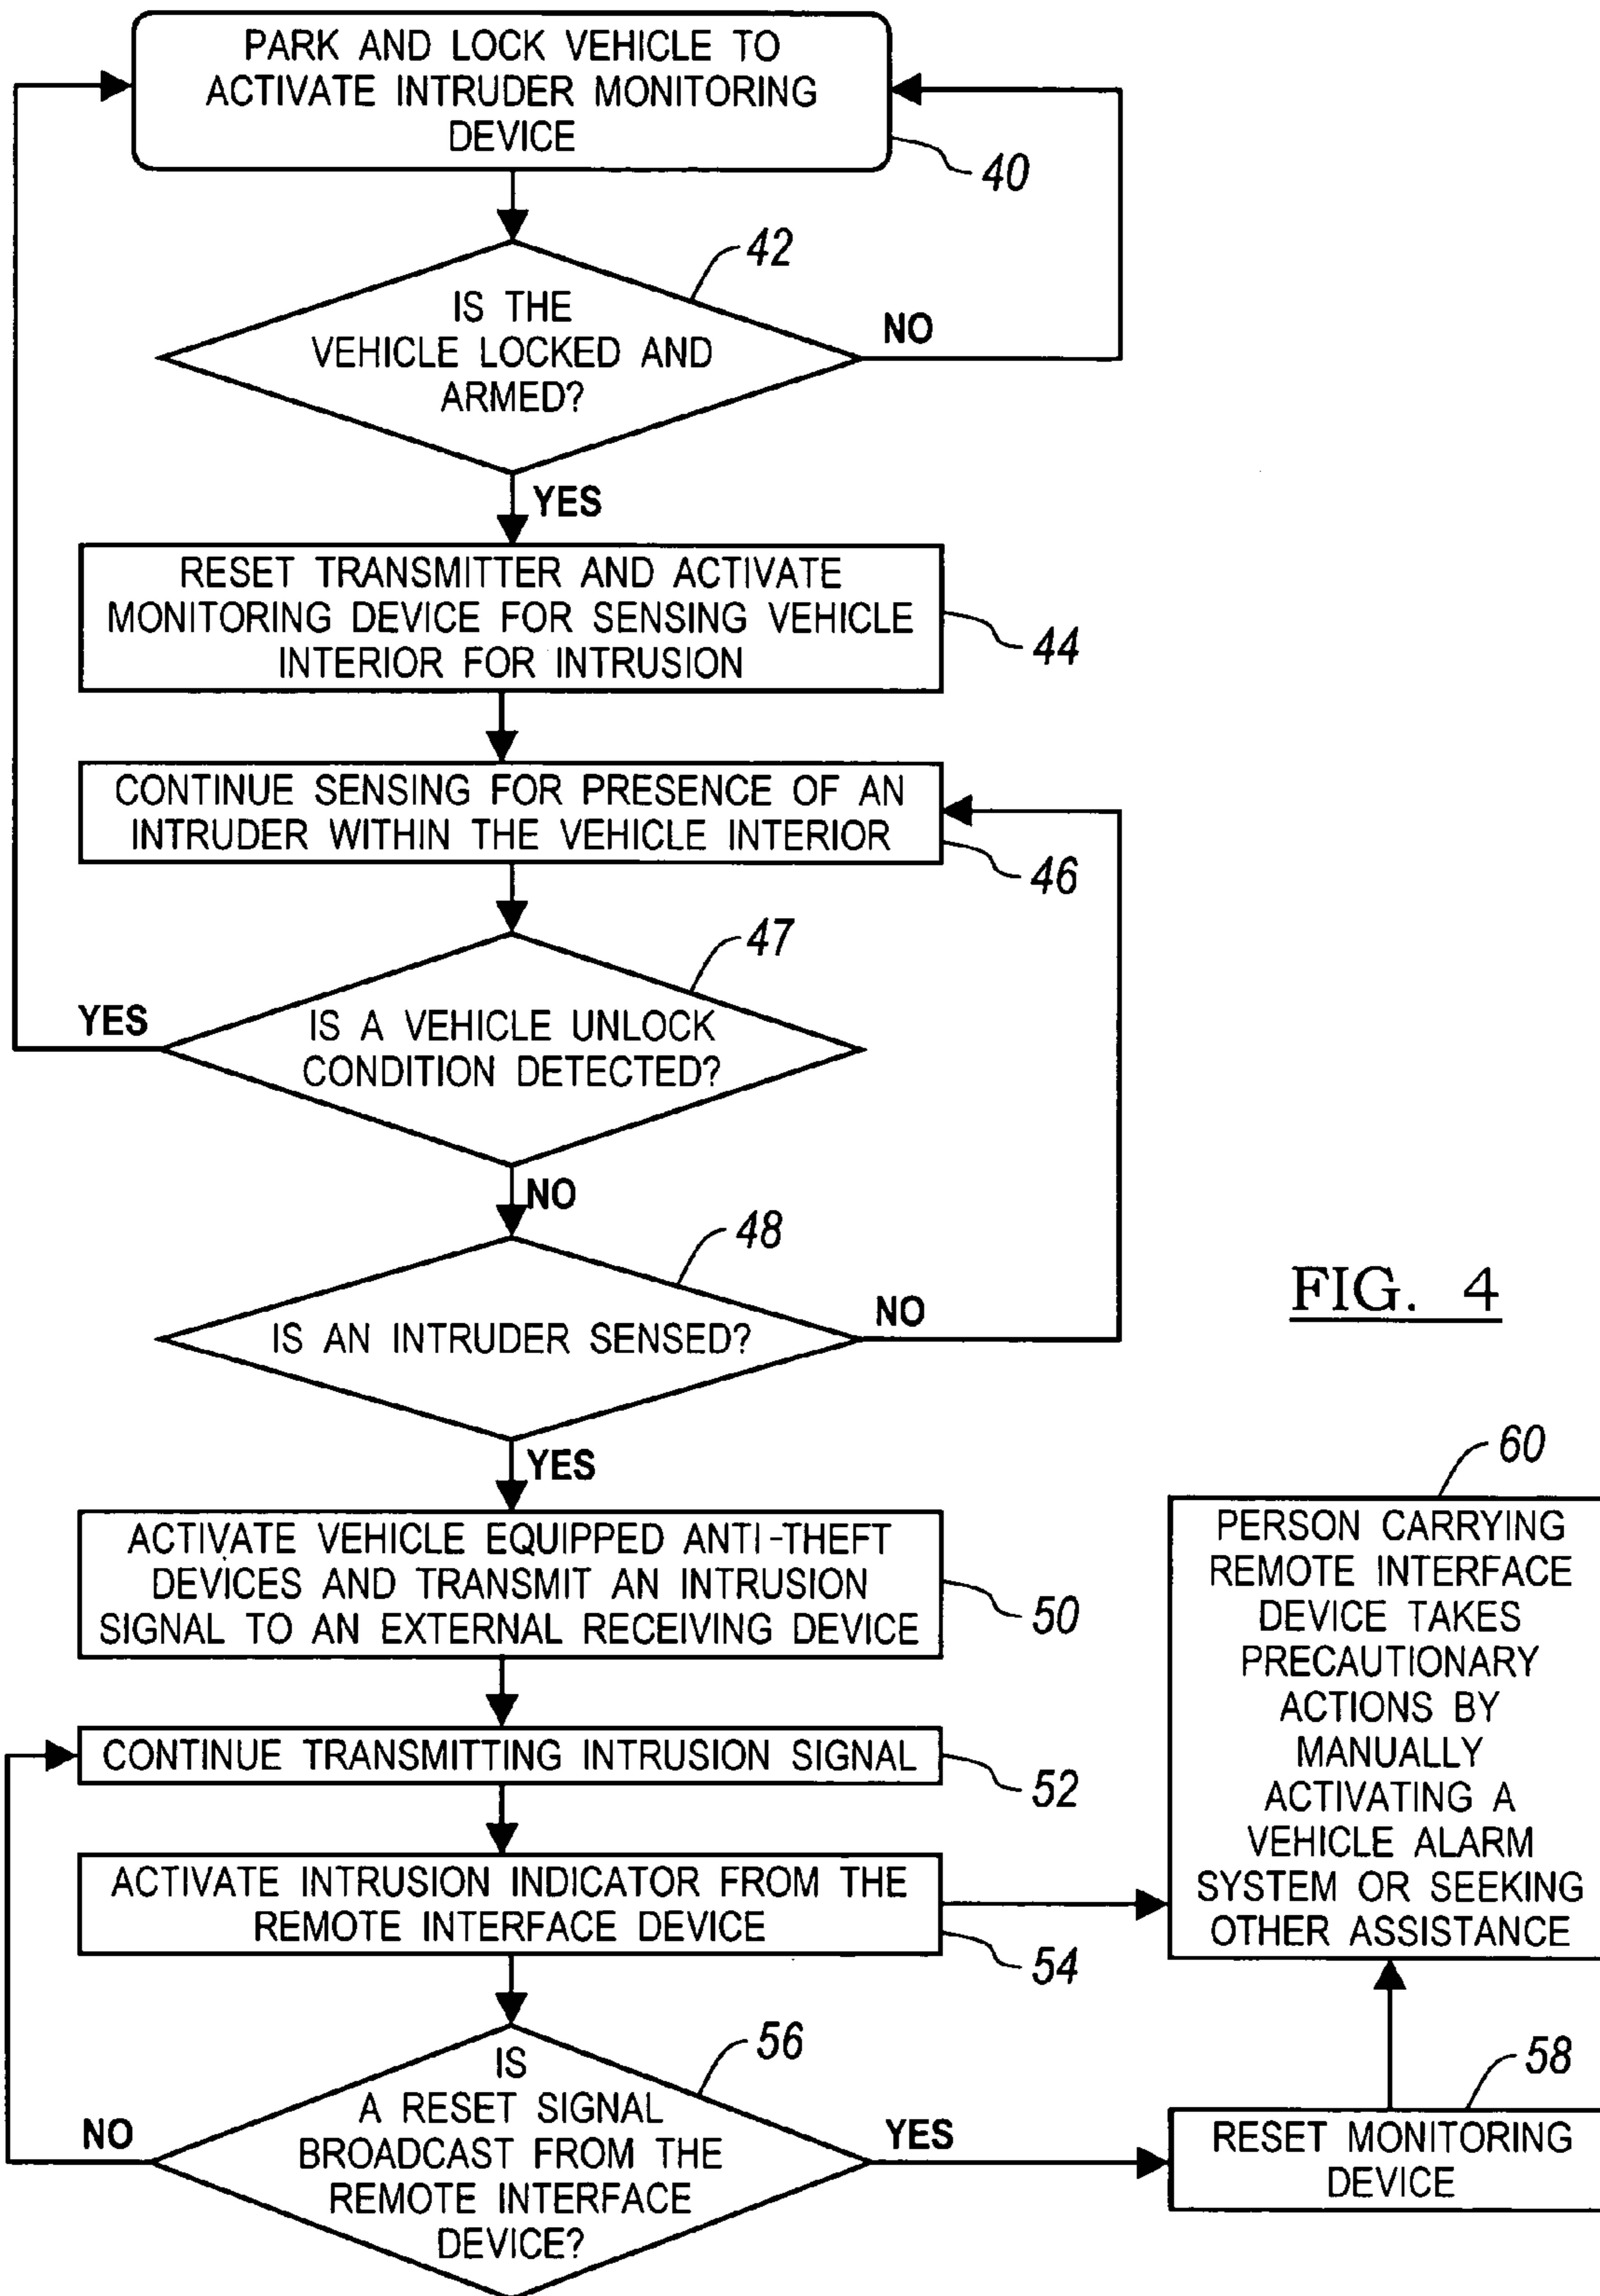 PARK AND LOCK VEHICLE TO
ACTIVATE INTRUDER MONITORING
DEVICE
40
42
IS THE
VEHICLE LOCKED AND
ARMED?
NO
YES
RESET TRANSMITTER AND ACTIVATE
MONITORING DEVICE FOR SENSING VEHICLE
INTERIOR FOR INTRUSION
44
CONTINUE SENSING FOR PRESENCE OF AN
INTRUDER WITHIN THE VEHICLE INTERIOR
46
47
YES
IS A VEHICLE UNLOCK
CONDITION DETECTED?
NO
48
IS AN INTRUDER SENSED?
NO
FIG. 4
YES
ACTIVATE VEHICLE EQUIPPED ANTI-THEFT
DEVICES AND TRANSMIT AN INTRUSION
SIGNAL TO AN EXTERNAL RECEIVING DEVICE
50
CONTINUE TRANSMITTING INTRUSION SIGNAL
52
ACTIVATE INTRUSION INDICATOR FROM THE
REMOTE INTERFACE DEVICE
54
60
PERSON CARRYING
REMOTE INTERFACE
DEVICE TAKES
PRECAUTIONARY
ACTIONS BY
MANUALLY
ACTIVATING A
VEHICLE ALARM
SYSTEM OR SEEKING
OTHER ASSISTANCE
56
IS
A RESET SIGNAL
BROADCAST FROM THE
REMOTE INTERFACE
DEVICE?
NO
YES
58
RESET MONITORING
DEVICE